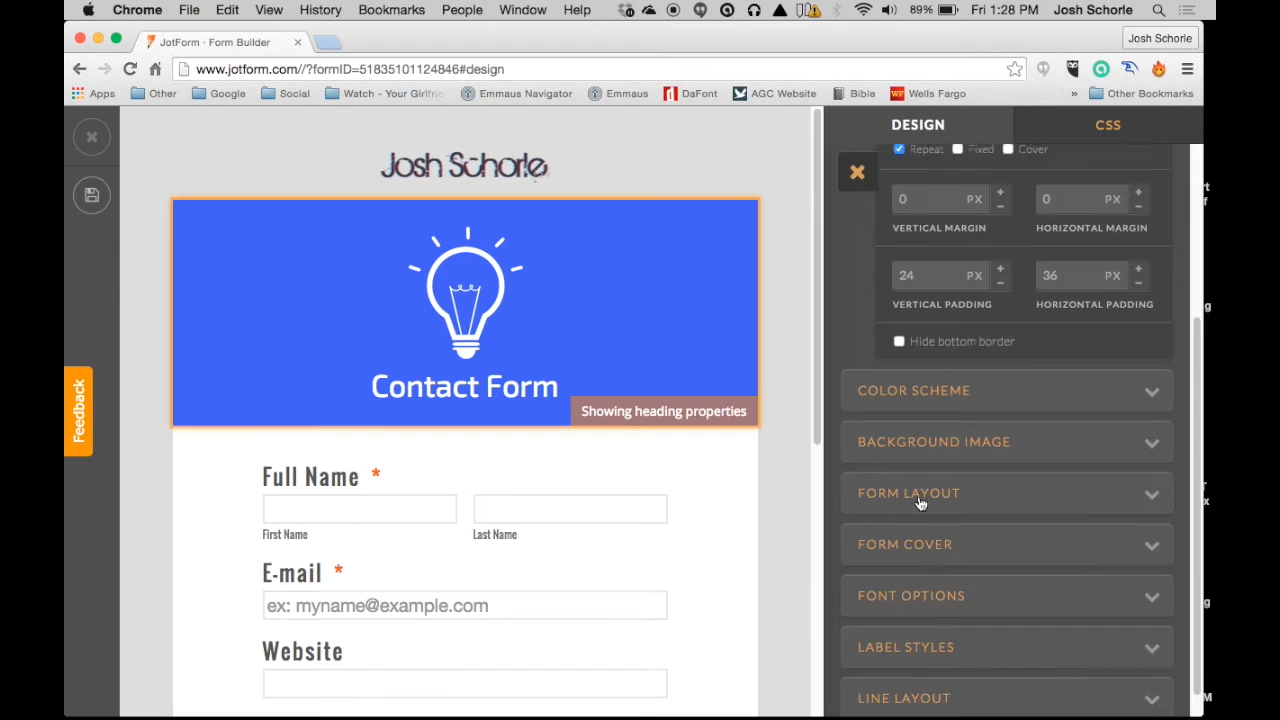 Chrome File Edit View History Bookmarks People Window Help 89% Fri 1:28 PM Josh Schorle
JotForm - Form Builder Josh Schorle
www.jotform.com//?formID=51835101124846#design
Apps Other Google Social Watch - Your Girlfri Emmaus Navigator Emmaus DaFont AGC Website Bible Wells Fargo » Other Bookmarks
DESIGN CSS
Repeat Fixed Cover
Josh Schorle
0 PX 0 PX
VERTICAL MARGIN HORIZONTAL MARGIN
24 PX 36 PX
VERTICAL PADDING HORIZONTAL PADDING
Hide bottom border
Contact Form
Showing heading properties
Feedback
COLOR SCHEME
BACKGROUND IMAGE
FORM LAYOUT
FORM COVER
FONT OPTIONS
LABEL STYLES
LINE LAYOUT
Full Name *
First Name Last Name
E-mail *
ex: myname@example.com
Website